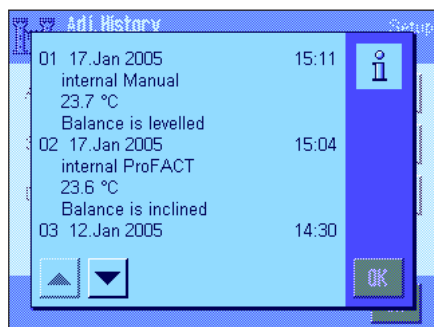 Adj. History
Setup
01 17.Jan 2005 15:11
internal Manual
23.7 °C
Balance is levelled
02 17.Jan 2005 15:04
internal ProFACT
23.6 °C
Balance is inclined
03 12.Jan 2005 14:30
OK